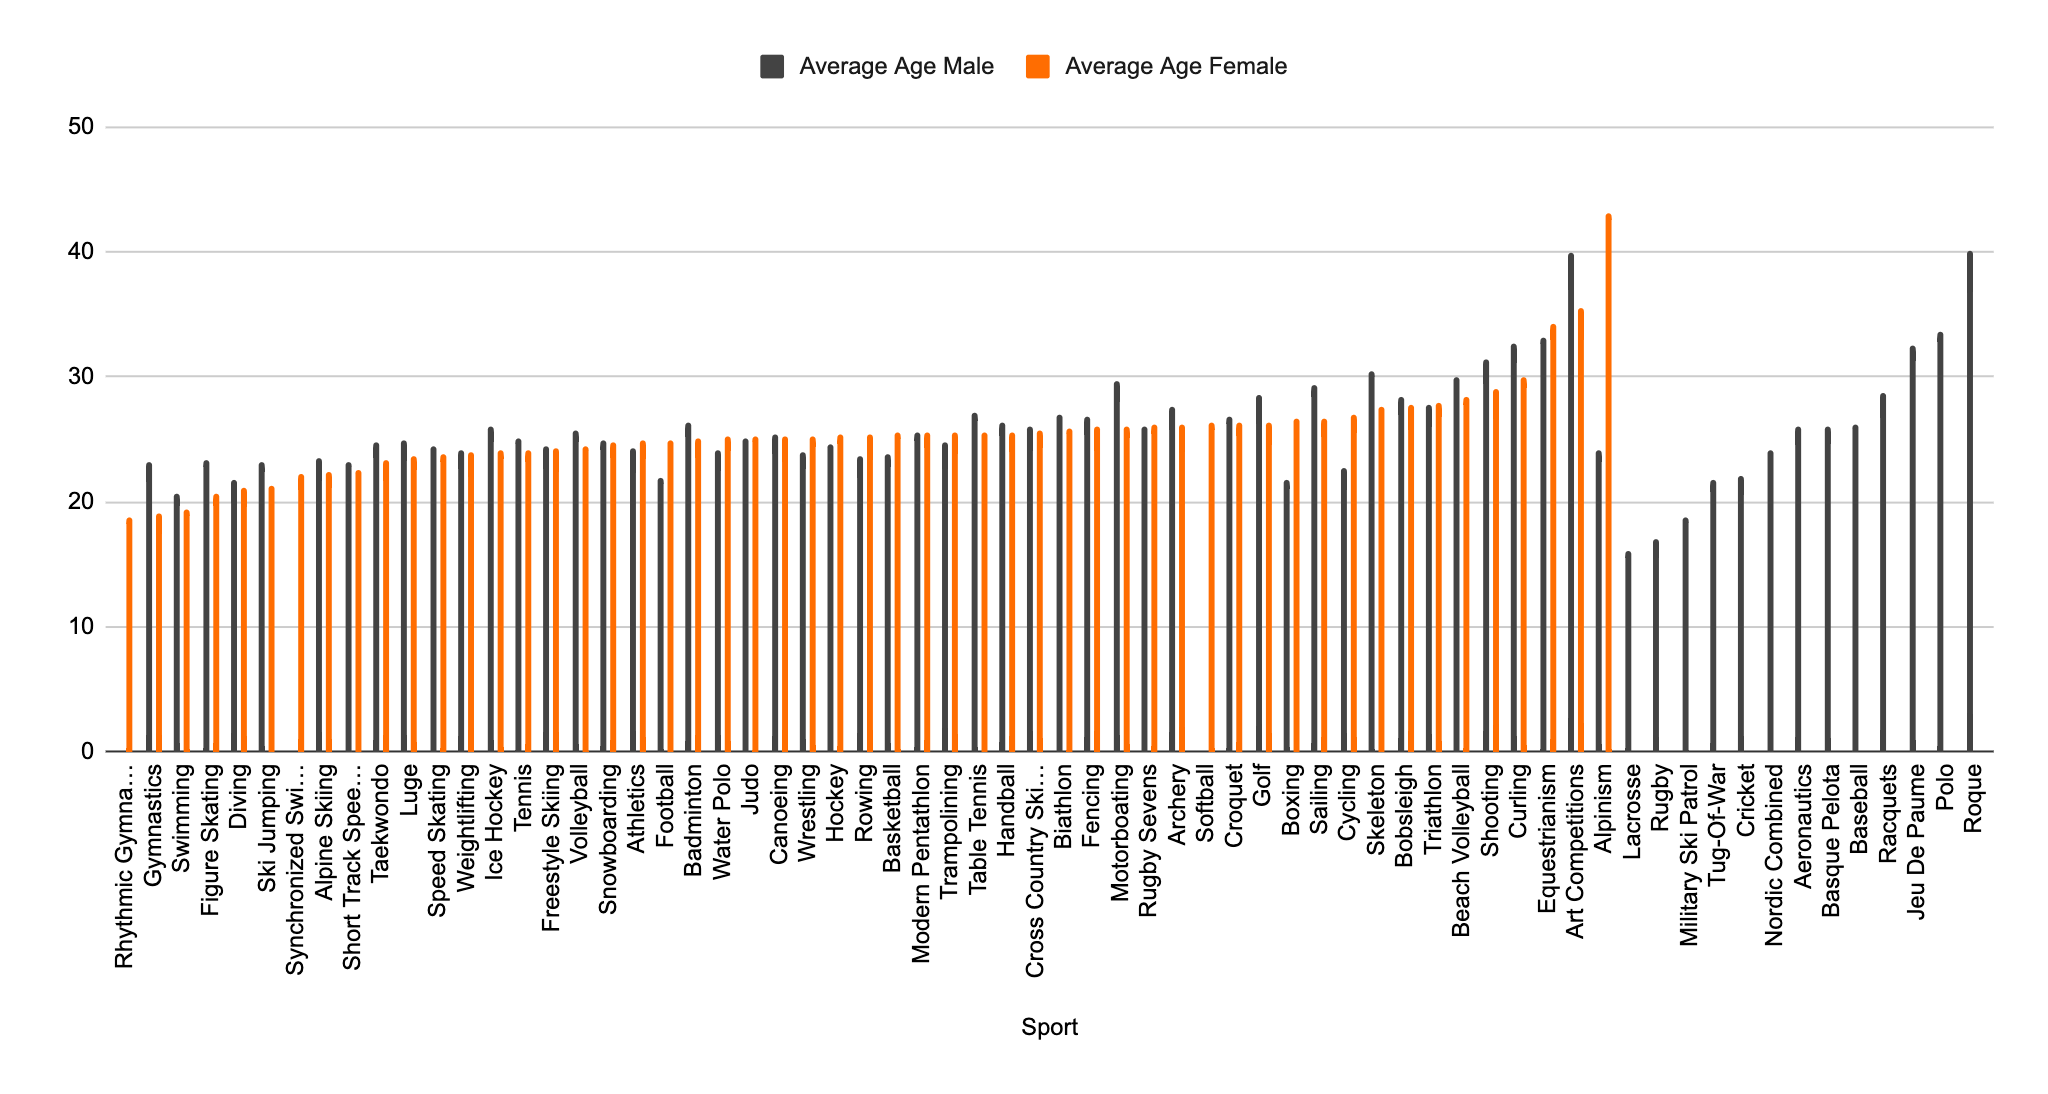 Average Age Male
Average Age Female
50
40
30
20
10
0
Rhythmic Gymna…
Gymnastics
Swimming
Figure Skating
Diving
Ski Jumping
Synchronized Swi…
Alpine Skiing
Short Track Spee…
Taekwondo
Luge
Speed Skating
Weightlifting
Ice Hockey
Tennis
Freestyle Skiing
Volleyball
Snowboarding
Athletics
Football
Badminton
Water Polo
Judo
Canoeing
Wrestling
Hockey
Rowing
Basketball
Modern Pentathlon
Trampolining
Table Tennis
Handball
Cross Country Ski…
Biathlon
Fencing
Motorboating
Rugby Sevens
Archery
Softball
Croquet
Golf
Boxing
Sailing
Cycling
Skeleton
Bobsleigh
Triathlon
Beach Volleyball
Shooting
Curling
Equestrianism
Art Competitions
Alpinism
Lacrosse
Rugby
Military Ski Patrol
Tug-Of-War
Cricket
Nordic Combined
Aeronautics
Basque Pelota
Baseball
Racquets
Jeu De Paume
Polo
Roque
Sport